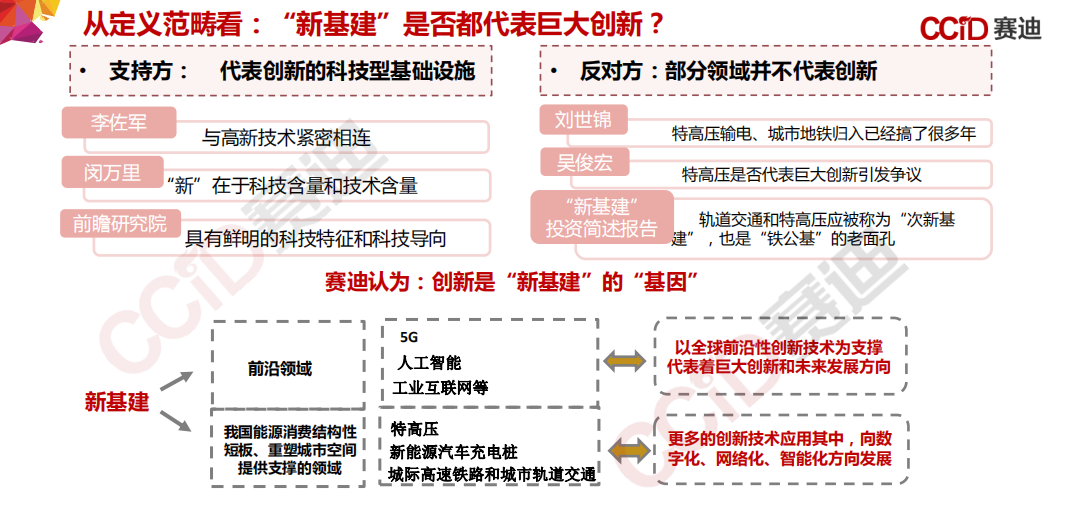 从定义范畴看：“新基建”是否都代表巨大创新？
CCiD 赛迪
• 支持方： 代表创新的科技型基础设施
李佐军
与高新技术紧密相连
闵万里
“新”在于科技含量和技术含量
前瞻研究院
具有鲜明的科技特征和科技导向
• 反对方：部分领域并不代表创新
刘世锦
特高压输电、城市地铁归入已经搞了很多年
吴俊宏
特高压是否代表巨大创新引发争议
“新基建”
投资简述报告
轨道交通和特高压应被称为“次新基
建”，也是“铁公基”的老面孔
赛迪认为：创新是“新基建”的“基因”
新基建
前沿领域
5G
人工智能
工业互联网等
以全球前沿性创新技术为支撑
代表着巨大创新和未来发展方向
我国能源消费结构性
短板、重塑城市空间
提供支撑的领域
特高压
新能源汽车充电桩
城际高速铁路和城市轨道交通
更多的创新技术应用其中，向数
字化、网络化、智能化方向发展
CCiD赛迪
CCiD赛迪